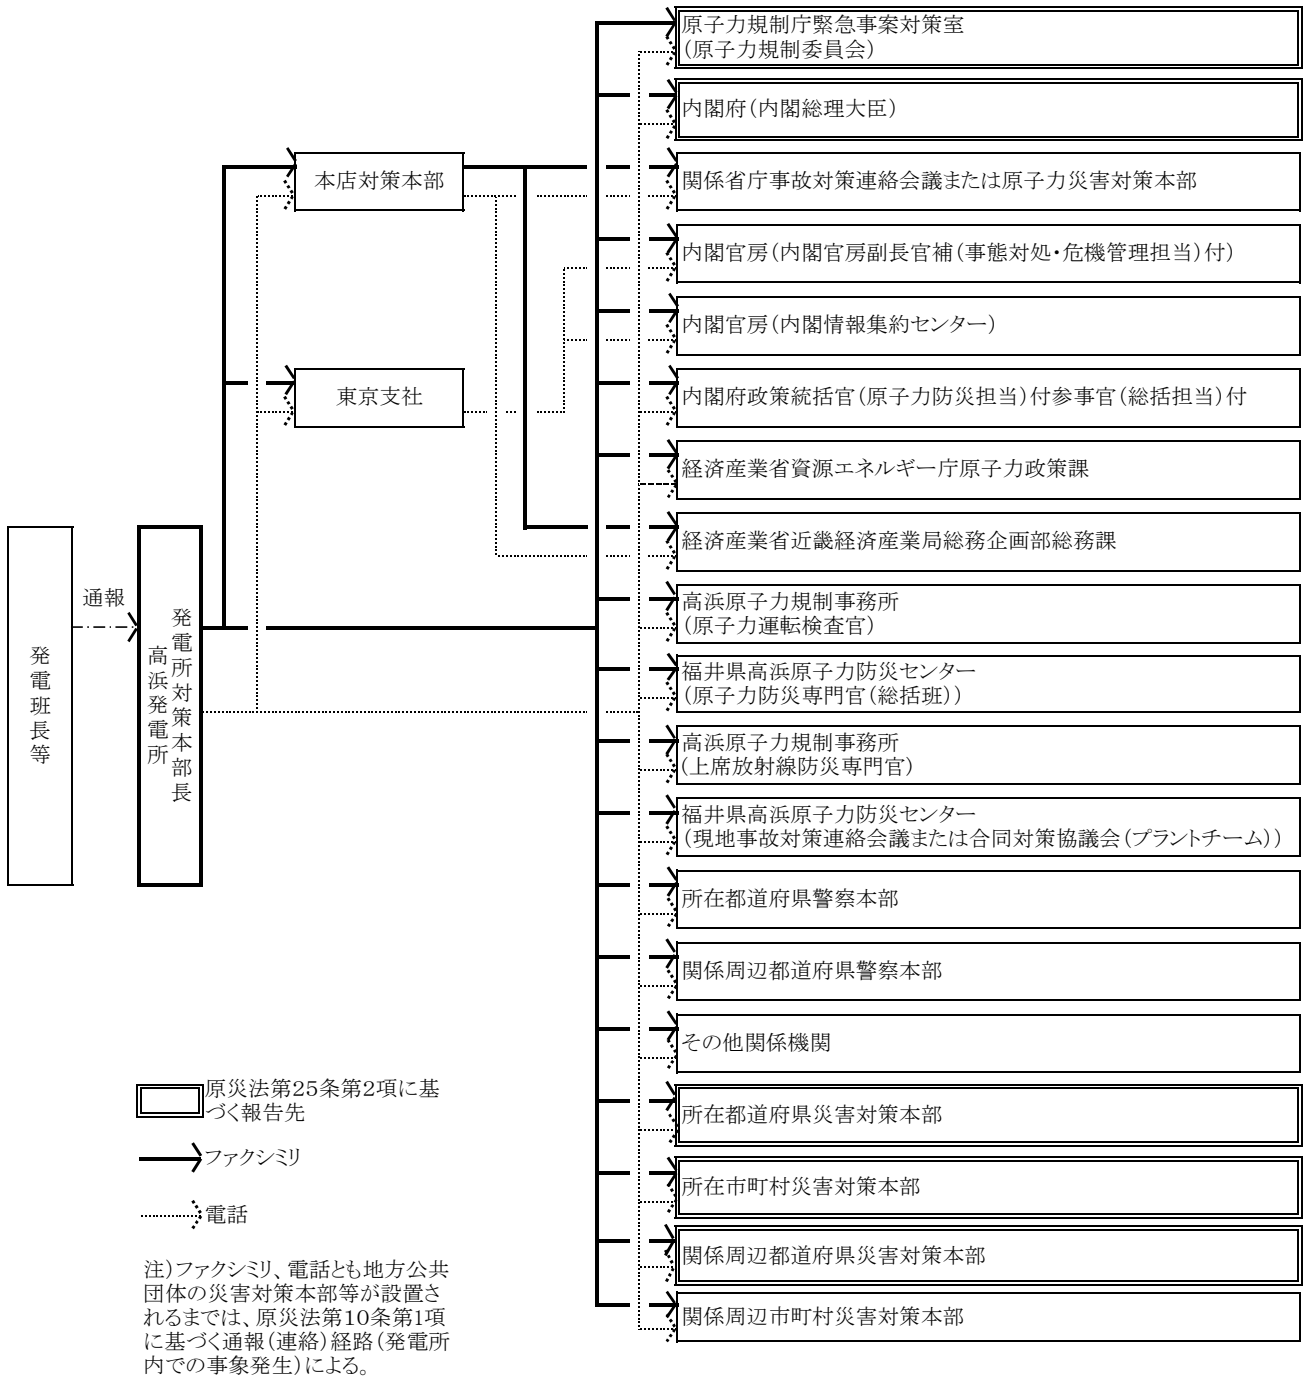 原子力規制庁緊急事案対策室
(原子力規制委員会)
内閣府(内閣総理大臣)
本店対策本部
関係省庁事故対策連絡会議または原子力災害対策本部
内閣官房(内閣官房副長官補(事態対処・危機管理担当)付)
内閣官房(内閣情報集約センター)
東京支社
内閣府政策統括官(原子力防災担当)付参事官(総括担当)付
経済産業省資源エネルギー庁原子力政策課
経済産業省近畿経済産業局総務企画部総務課
発電班長等
通報
発電所対策本部長
高浜発電所
高浜原子力規制事務所
(原子力運転検査官)
福井県高浜原子力防災センター
(原子力防災専門官(総括班))
高浜原子力規制事務所
(上席放射線防災専門官)
福井県高浜原子力防災センター
(現地事故対策連絡会議または合同対策協議会(プラントチーム))
所在都道府県警察本部
関係周辺都道府県警察本部
その他関係機関
所在都道府県災害対策本部
所在市町村災害対策本部
関係周辺都道府県災害対策本部
関係周辺市町村災害対策本部
原災法第25条第2項に基
づく報告先
ファクシミリ
電話
注)ファクシミリ、電話とも地方公共
団体の災害対策本部等が設置さ
れるまでは、原災法第10条第1項
に基づく通報(連絡)経路(発電所
内での事象発生)による。